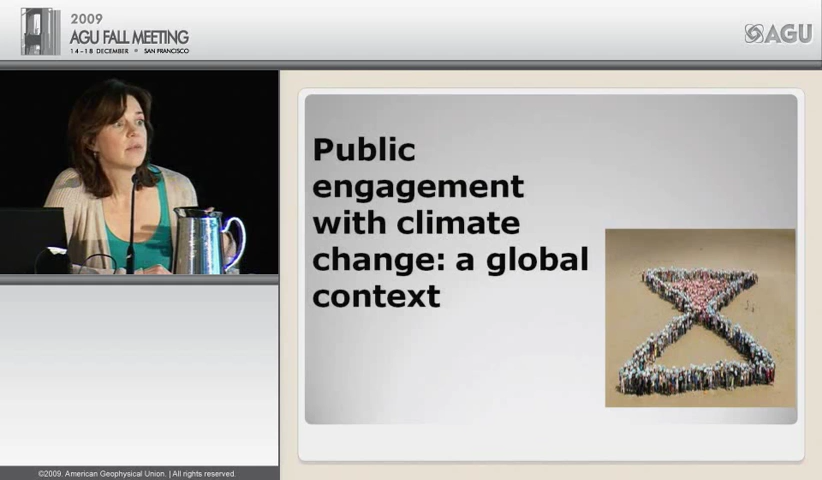 2009
AGU FALL MEETING
14–18 DECEMBER • SAN FRANCISCO
AGU
Public
engagement
with climate
change: a global
context
©2009. American Geophysical Union. | All rights reserved.